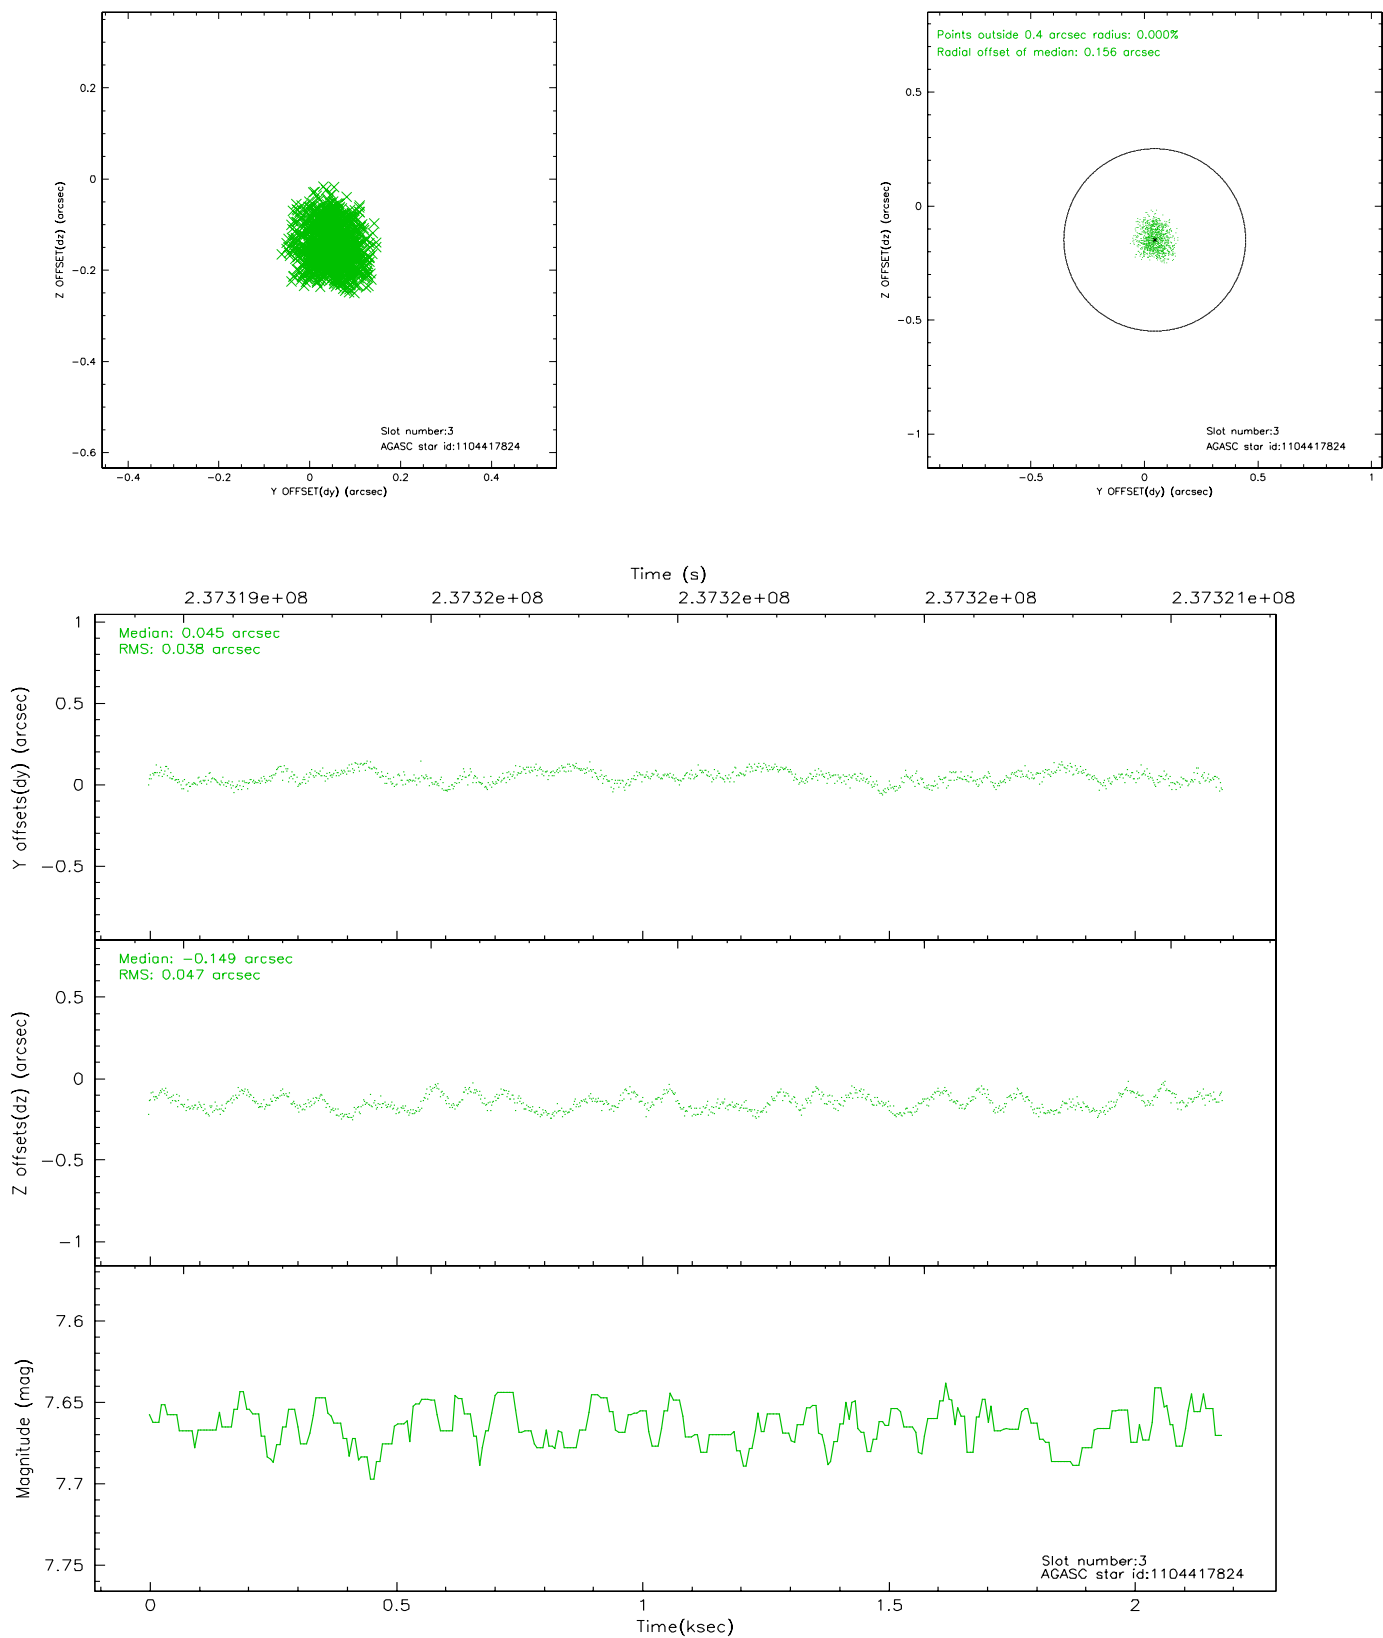 0.2
0
−0.2
−0.4
−0.6
Z OFFSET(dz) (arcsec)
−0.4
−0.2
0
0.2
0.4
Y OFFSET(dy) (arcsec)
Slot number:3
AGASC star id:1104417824
Points outside 0.4 arcsec radius: 0.000%
Radial offset of median: 0.156 arcsec
0.5
0
−0.5
−1
Z OFFSET(dz) (arcsec)
−0.5
0
0.5
1
Y OFFSET(dy) (arcsec)
Slot number:3
AGASC star id:1104417824
Time (s)
2.37319e+08
2.3732e+08
2.3732e+08
2.3732e+08
2.37321e+08
Median: 0.045 arcsec
RMS: 0.038 arcsec
1
0.5
0
−0.5
Y offsets(dy) (arcsec)
Median: −0.149 arcsec
RMS: 0.047 arcsec
0.5
0
−0.5
−1
Z offsets(dz) (arcsec)
7.6
7.65
7.7
7.75
Magnitude (mag)
Slot number:3
AGASC star id:1104417824
0
0.5
1
1.5
2
Time(ksec)